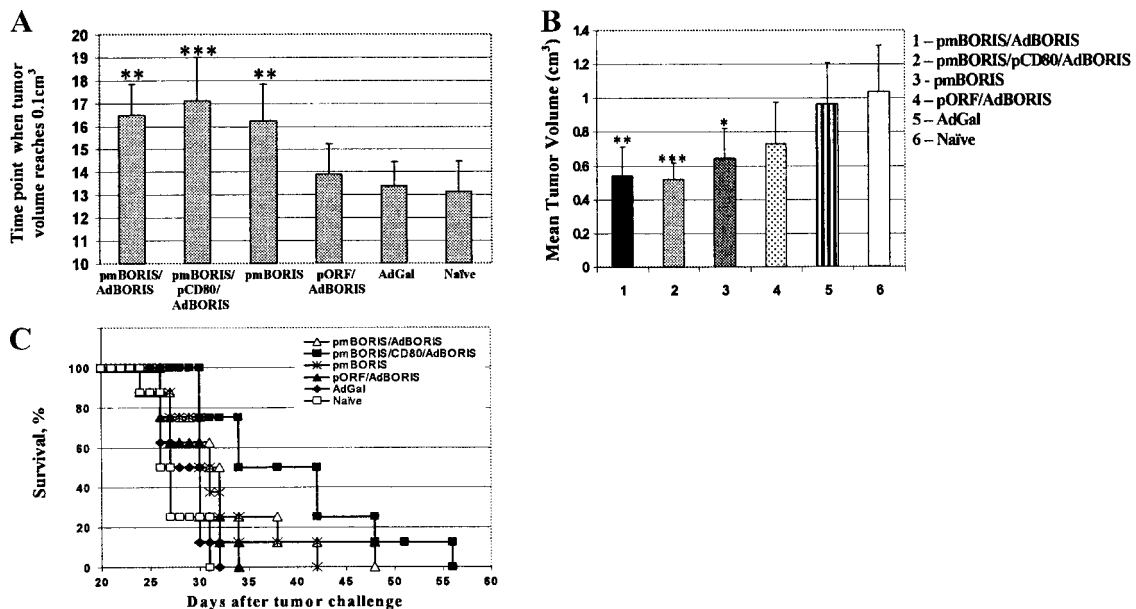 A
Time point when tumor
volume reaches 0.1cm³
20
19
18
17
16
15
14
13
12
11
10
**
***
**
pmBORIS/
AdBORIS
pmBORIS/
pCD80/
AdBORIS
pmBORIS
pORF/
AdBORIS
AdGal
Naïve
B
Mean Tumor Volume (cm³)
1.4
1.2
1
0.8
0.6
0.4
0.2
0
**
***
*
1
2
3
4
5
6
1 – pmBORIS/AdBORIS
2 – pmBORIS/pCD80/AdBORIS
3 - pmBORIS
4 – pORF/AdBORIS
5 – AdGal
6 – Naïve
C
Survival, %
100
80
60
40
20
0
pmBORIS/AdBORIS
pmBORIS/CD80/AdBORIS
pmBORIS
pORF/AdBORIS
AdGal
Naïve
20 25 30 35 40 45 50 55 60
Days after tumor challenge